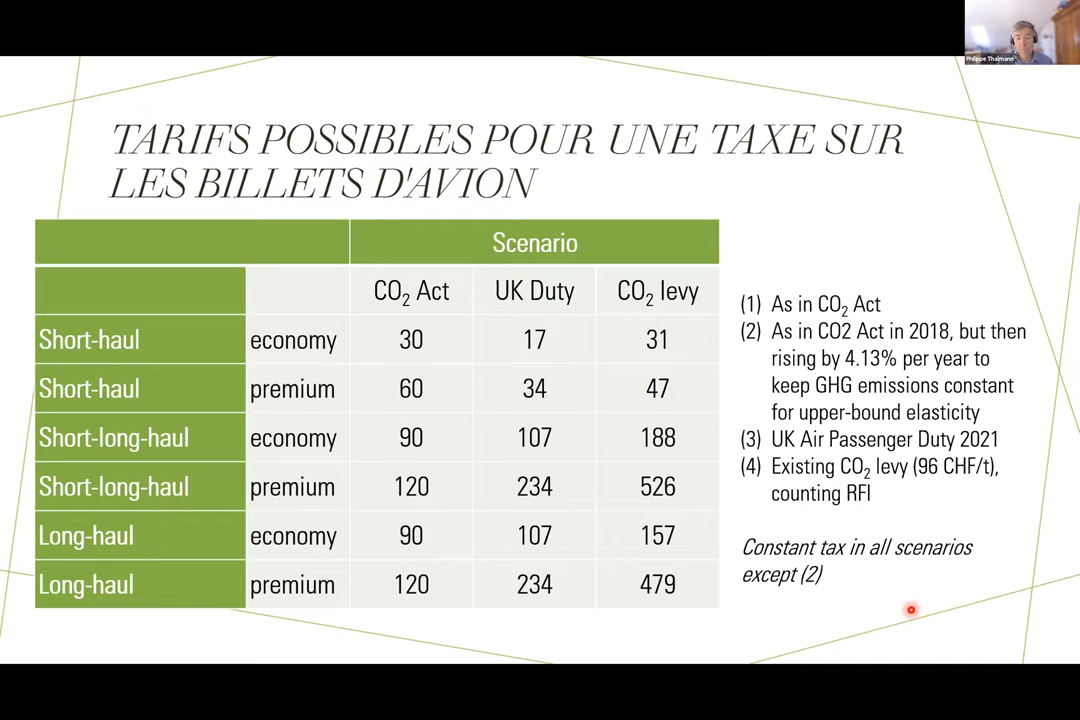 Philippe Thalmann
TARIFS POSSIBLES POUR UNE TAXE SUR
LES BILLETS D'AVION
Scenario
CO₂ Act UK Duty CO₂ levy
Short-haul economy 30 17 31
Short-haul premium 60 34 47
Short-long-haul economy 90 107 188
Short-long-haul premium 120 234 526
Long-haul economy 90 107 157
Long-haul premium 120 234 479
(1) As in CO₂ Act
(2) As in CO2 Act in 2018, but then
rising by 4.13% per year to
keep GHG emissions constant
for upper-bound elasticity
(3) UK Air Passenger Duty 2021
(4) Existing CO₂ levy (96 CHF/t),
counting RFI
Constant tax in all scenarios
except (2)